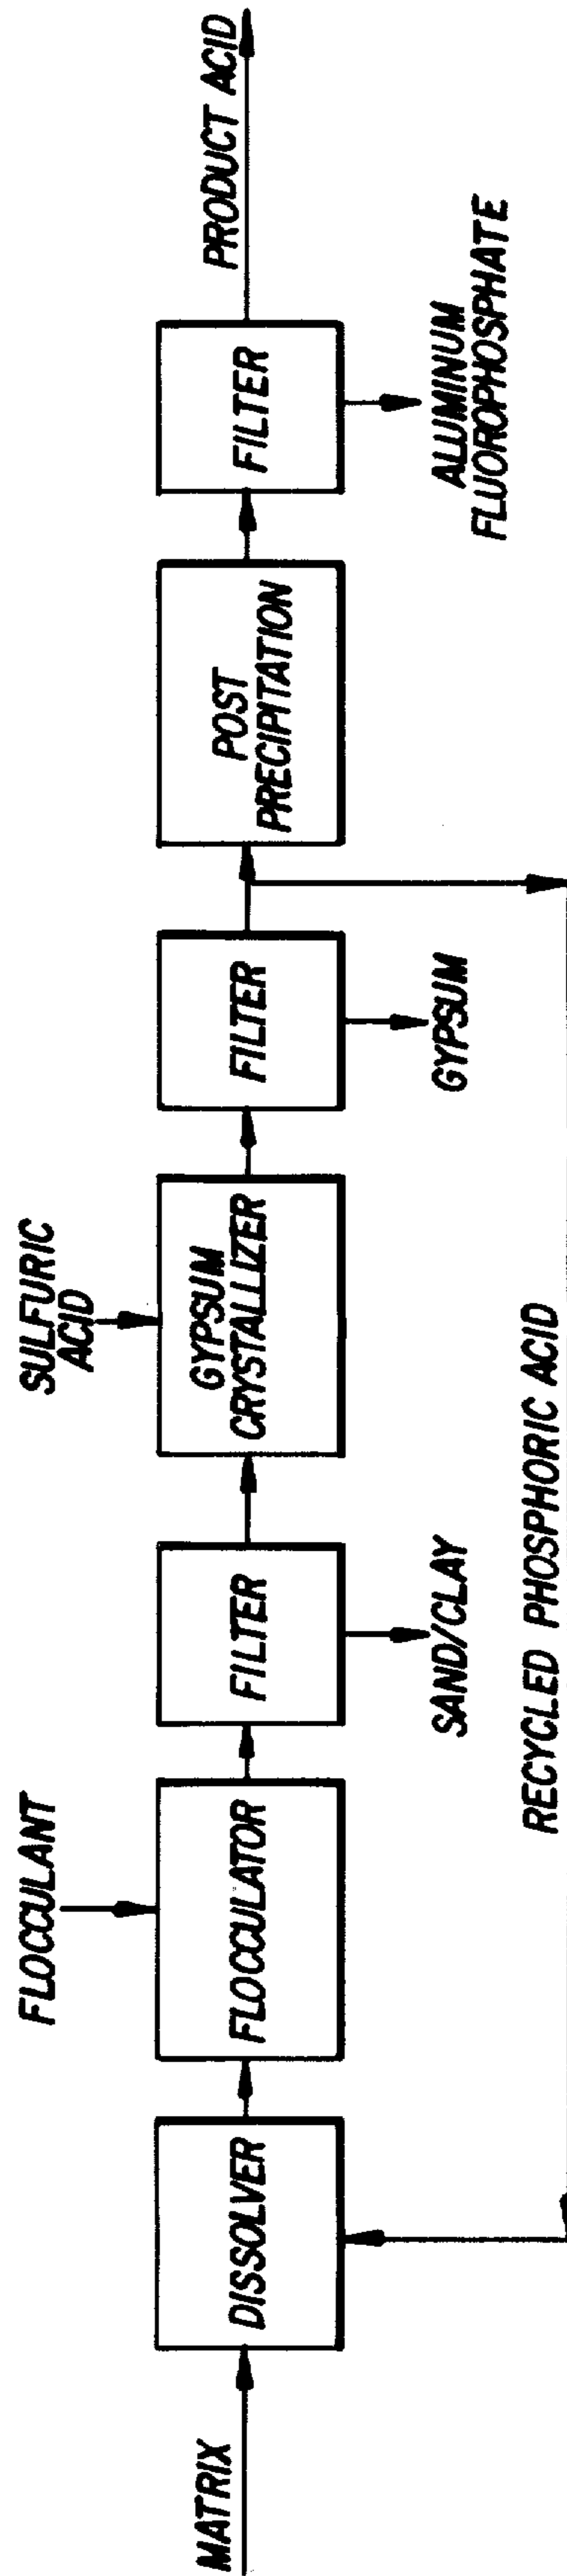 MATRIX
DISSOLVER
FLOCCULANT
FLOCCULATOR
FILTER
SAND/CLAY
SULFURIC
ACID
GYPSUM
CRYSTALLIZER
FILTER
GYPSUM
POST
PRECIPITATION
FILTER
ALUMINUM
FLUOROPHOSPHATE
PRODUCT ACID
RECYCLED PHOSPHORIC ACID